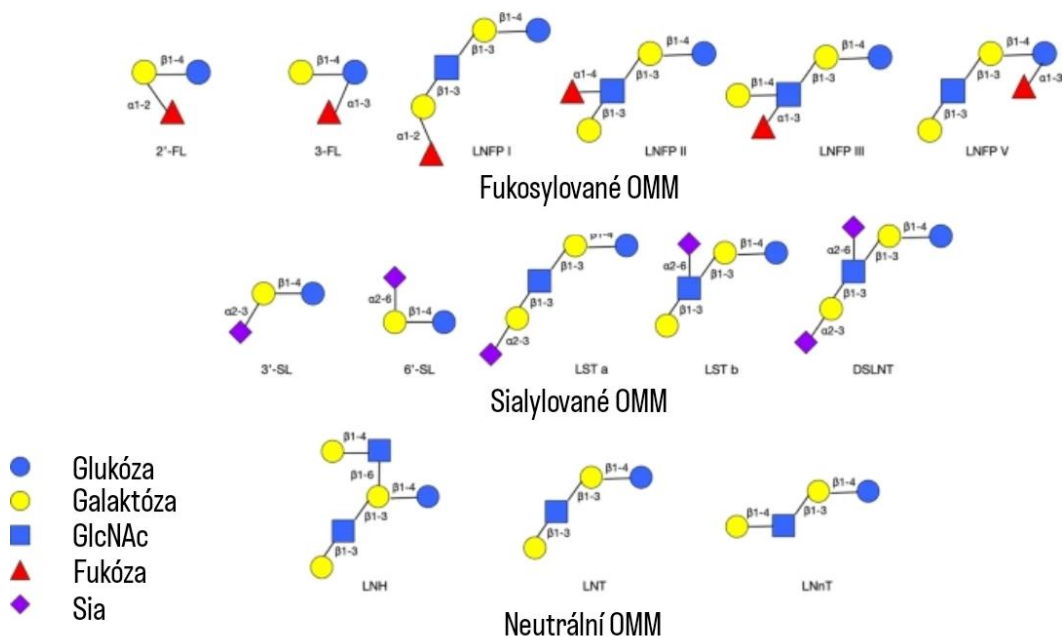 β1-4
α1-2
2'-FL
β1-4
α1-3
3-FL
β1-4
β1-3
β1-3
α1-2
LNFP I
β1-4
β1-3
α1-4
β1-3
LNFP II
β1-4
β1-3
β1-4
α1-3
LNFP III
β1-4
β1-3
α1-3
β1-3
LNFP V
Fukosylované OMM
β1-4
α2-3
3'-SL
α2-6
β1-4
6'-SL
β1-4
β1-3
β1-3
α2-3
LST a
β1-4
α2-6
β1-3
β1-3
LST b
β1-4
α2-6
β1-3
β1-3
α2-3
DSLNT
Sialylované OMM
β1-4
β1-6
β1-4
β1-3
β1-3
LNH
β1-4
β1-3
β1-3
LNT
β1-4
β1-3
β1-4
LNnT
Neutrální OMM
Glukóza
Galaktóza
GlcNAc
Fukóza
Sia